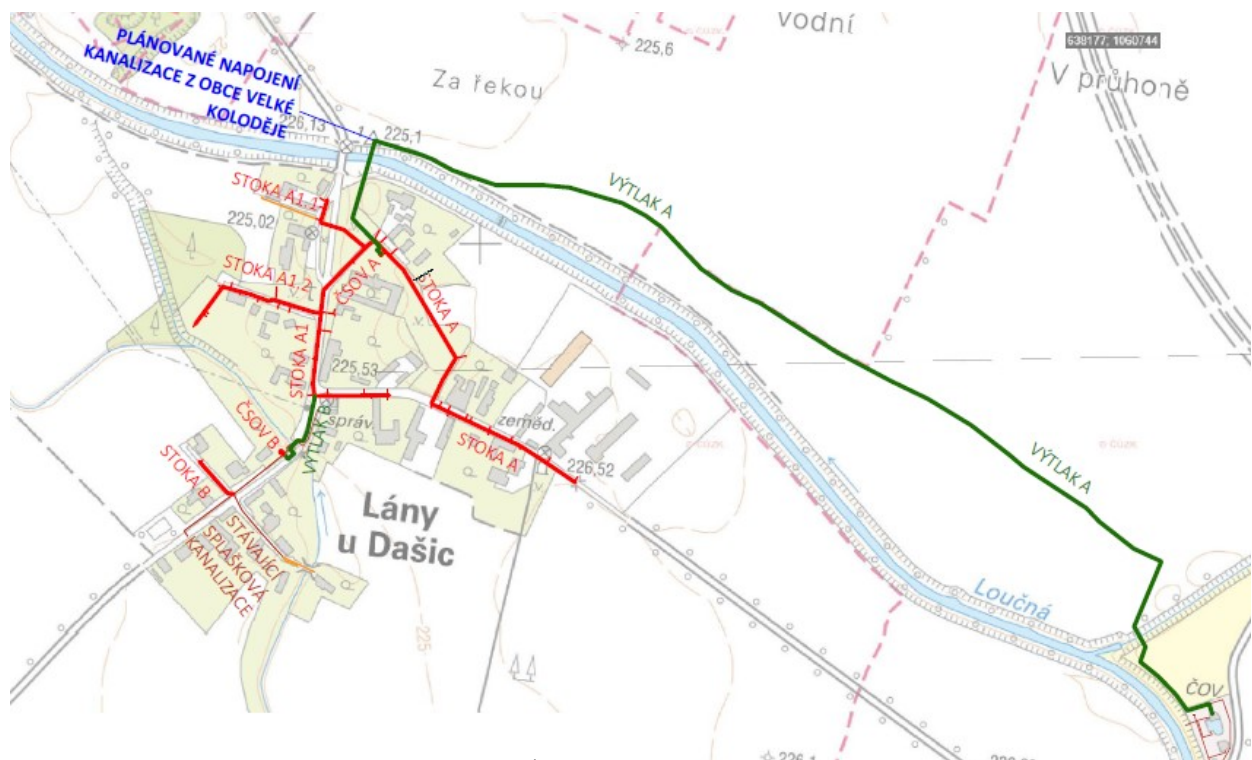 vodní
638177; 1060744
PLÁNOVANÉ NAPOJENÍ
KANALIZACE Z OBCE VELKÉ
KOLODĚJE
225,6
Za řekou
V průhoně
226,13
225,1
STOKA A1.1
VÝTLAK A
225,02
STOKA A1.2
ČSOV A
STOKA A
STOKA A1
225,53
ČSOV B
VÝTLAK B
správ.
zeměd.
STOKA A
226,52
STOKA B
VÝTLAK A
Lány
u Dašic
STÁVAJÍCÍ
SPLAŠKOVÁ
KANALIZACE
Loučná
225
ČOV
226,1